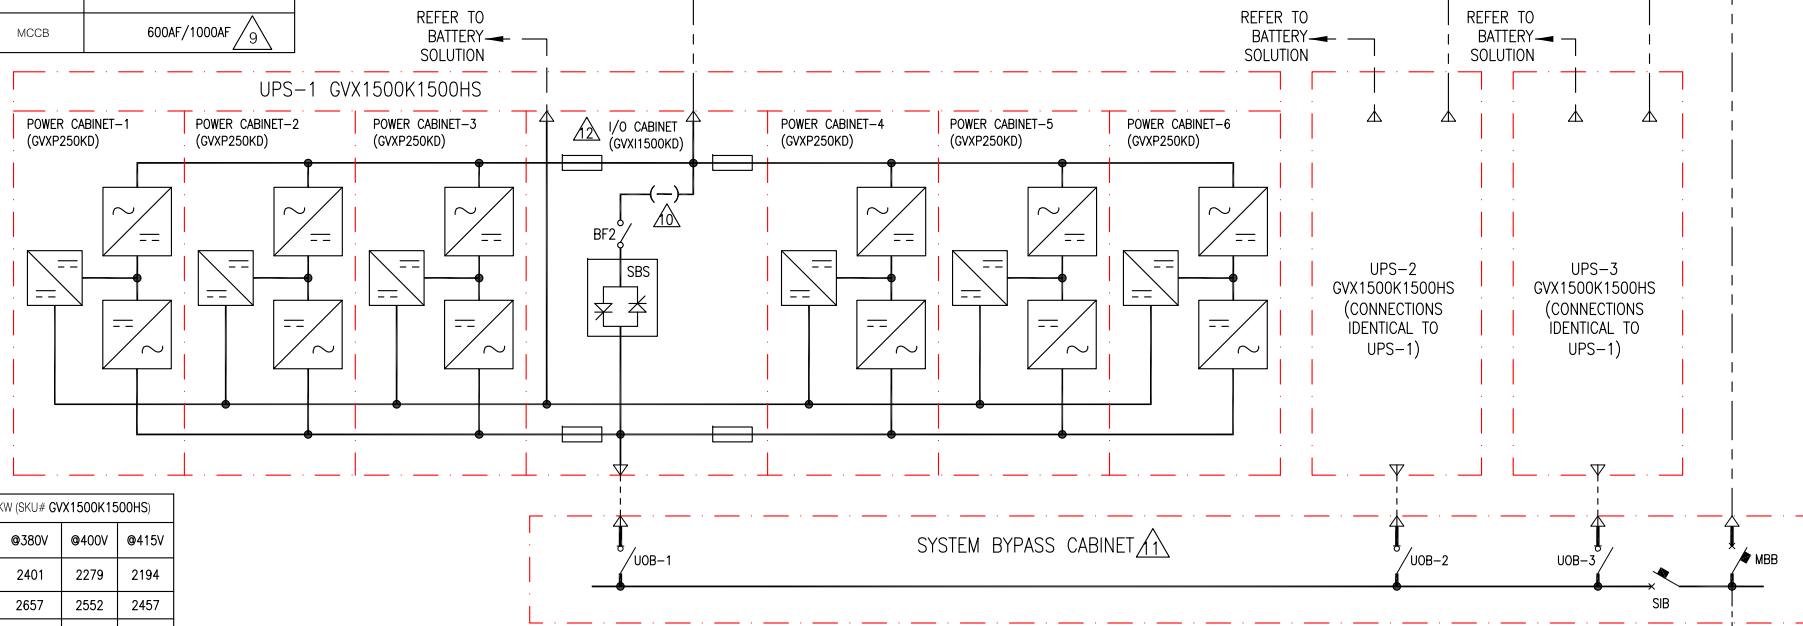 REFER TO
BATTERY
SOLUTION
REFER TO
BATTERY
SOLUTION
REFER TO
BATTERY
SOLUTION
MCCB
600AF/1000AF
9
UPS-1 GVX1500K1500HS
POWER CABINET-1
(GVXP250KD)
POWER CABINET-2
(GVXP250KD)
POWER CABINET-3
(GVXP250KD)
12
I/O CABINET
(GVXI1500KD)
POWER CABINET-4
(GVXP250KD)
POWER CABINET-5
(GVXP250KD)
POWER CABINET-6
(GVXP250KD)
10
BF2
SBS
UPS-2
GVX1500K1500HS
(CONNECTIONS
IDENTICAL TO
UPS-1)
UPS-3
GVX1500K1500HS
(CONNECTIONS
IDENTICAL TO
UPS-1)
KW (SKU# GVX1500K1500HS)
@380V @400V @415V
2401 2279 2194
2657 2552 2457
SYSTEM BYPASS CABINET 11
UOB-1
UOB-2
UOB-3
MBB
SIB